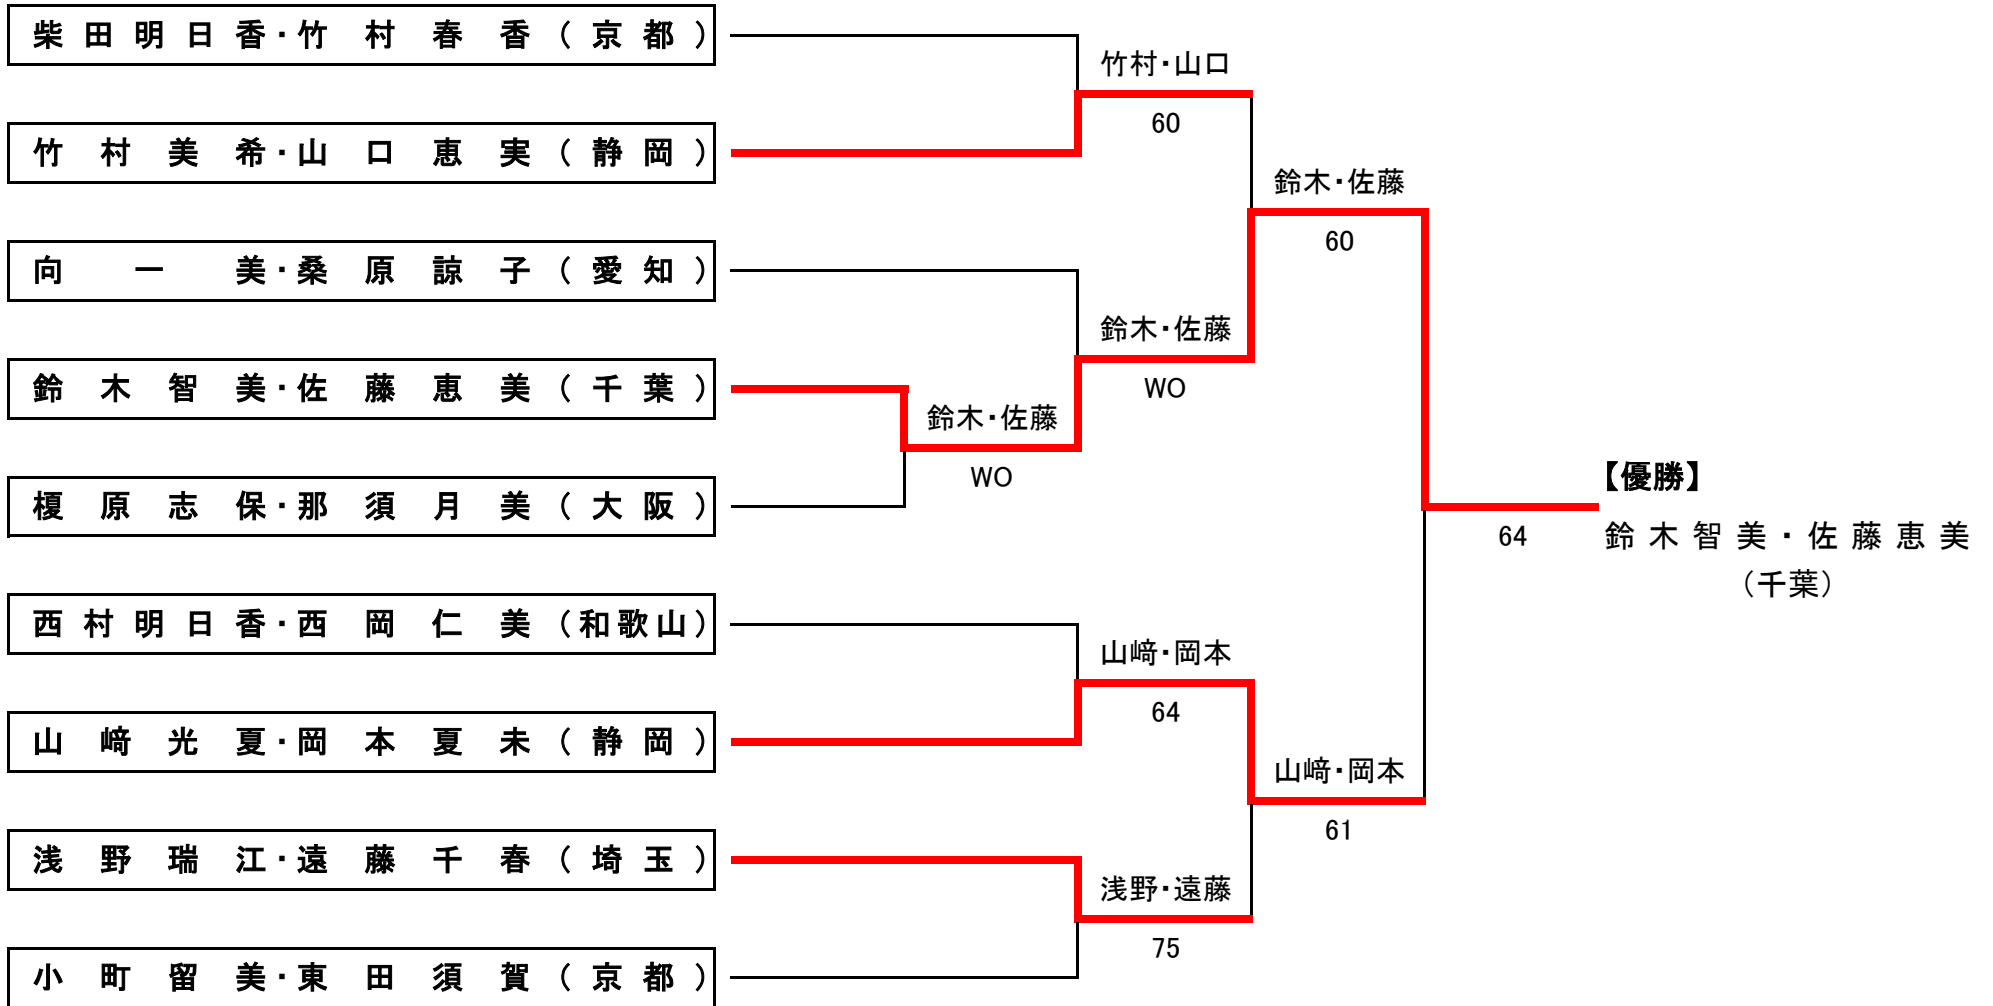 柴田明日香・竹村春香(京都)
竹村・山口
60
竹村美希・山口恵実(静岡)
鈴木・佐藤
60
向一美・桑原諒子(愛知)
鈴木・佐藤
WO
鈴木智美・佐藤恵美(千葉)
鈴木・佐藤
WO
榎原志保・那須月美(大阪)
【優勝】
64
鈴木智美・佐藤恵美
(千葉)
西村明日香・西岡仁美(和歌山)
山﨑・岡本
64
山﨑光夏・岡本夏未(静岡)
山﨑・岡本
61
浅野瑞江・遠藤千春(埼玉)
浅野・遠藤
75
小町留美・東田須賀(京都)